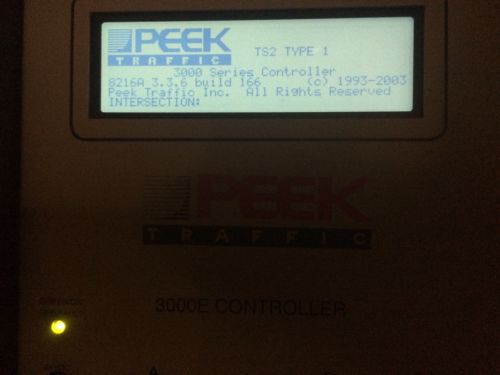 PEEK
TRAFFIC
TS2 TYPE 1
3000 Series Controller
8216A 3.3.6 build 166 (c) 1993-2003
Peek Traffic Inc. All Rights Reserved
INTERSECTION:
PEEK
TRAFFIC
3000E CONTROLLER